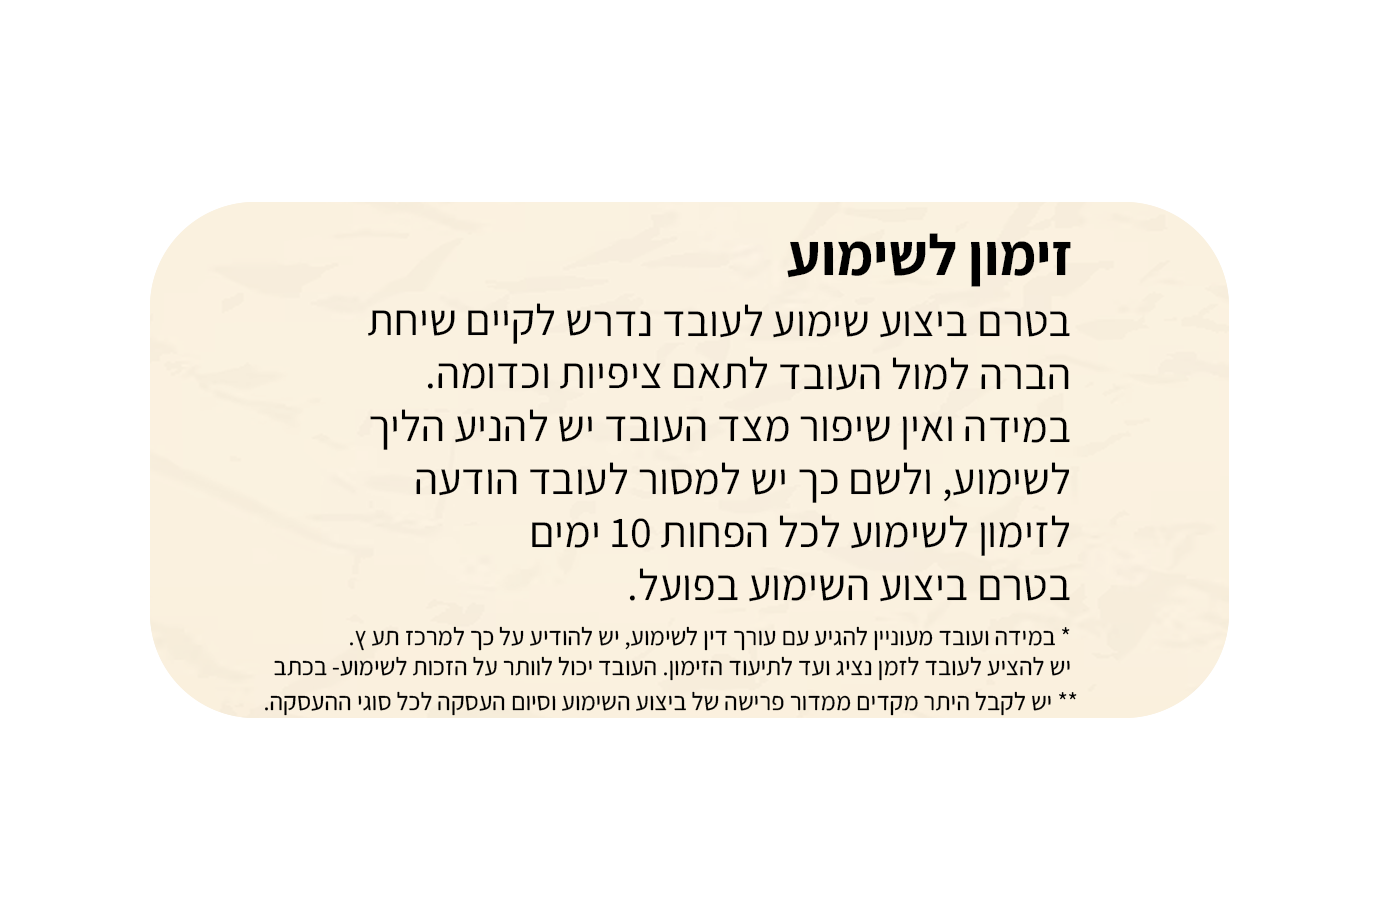 זימון לשימוע
בטרם ביצוע שימוע לעובד נדרש לקיים שיחת
הברה למול העובד לתאם ציפיות וכדומה.
במידה ואין שיפור מצד העובד יש להניע הליך
לשימוע, ולשם כך יש למסור לעובד הודעה
לזימון לשימוע לכל הפחות 10 ימים
בטרם ביצוע השימוע בפועל.
* במידה ועובד מעוניין להגיע עם עורך דין לשימוע, יש להודיע על כך למרכז תע ץ.
יש להציע לעובד לזמן נציג ועד לתיעוד הזימון. העובד יכול לוותר על הזכות לשימוע- בכתב
** יש לקבל היתר מקדים ממדור פרישה של ביצוע השימוע וסיום העסקה לכל סוגי ההעסקה.